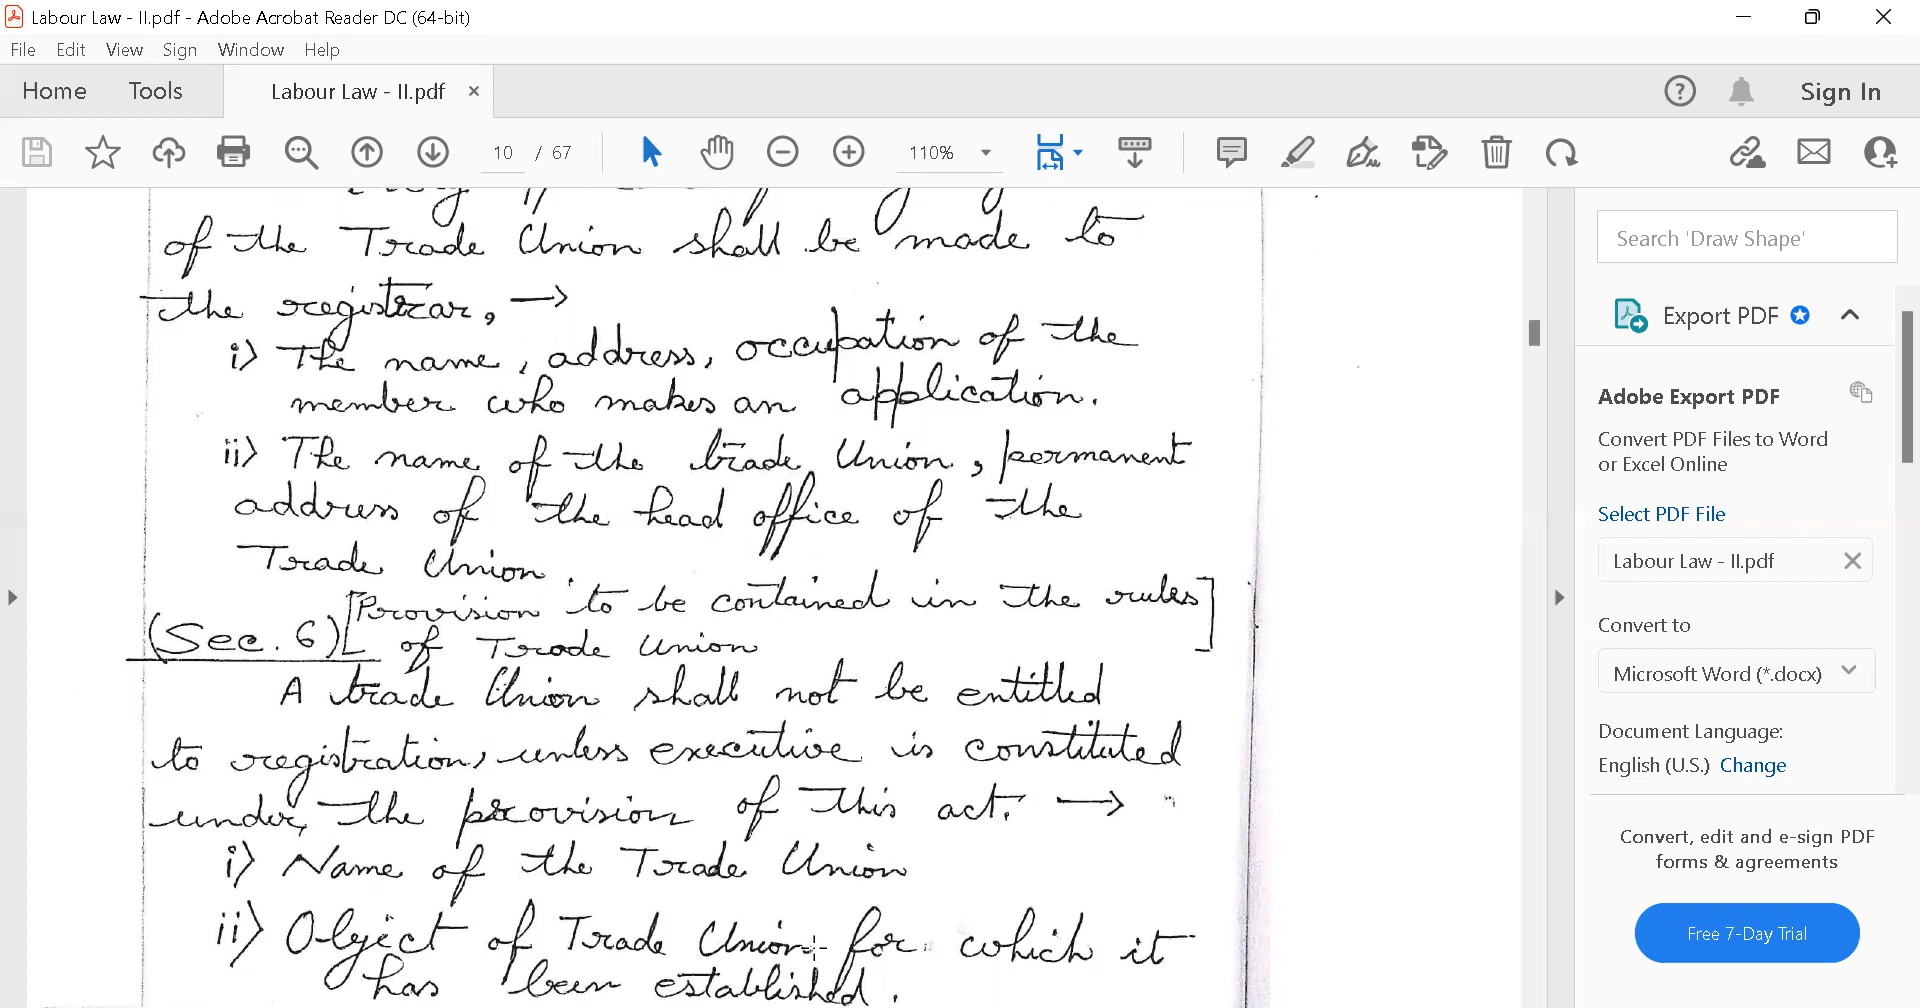 Labour Law - II.pdf - Adobe Acrobat Reader DC (64-bit)
File Edit View Sign Window Help
Home Tools Labour Law - II.pdf × Sign In
10 / 67 110%
of the Trade Union shall be made to
the registrar, →
i) The name, address, occupation of the
member who makes an application.
ii) The name of the trade Union, permanent
address of the head office of the
Trade Union.
(Sec. 6) [Provision to be contained in the rules
of Trade Union]
A trade Union shall not be entitled
to registration, unless executive is constituted
under, the provision of this act. →
i) Name of the Trade Union
ii) Object of Trade Union for which it
has been established.
Search 'Draw Shape'
Export PDF
Adobe Export PDF
Convert PDF Files to Word
or Excel Online
Select PDF File
Labour Law - II.pdf
Convert to
Microsoft Word (*.docx)
Document Language:
English (U.S.) Change
Convert, edit and e-sign PDF
forms & agreements
Free 7-Day Trial